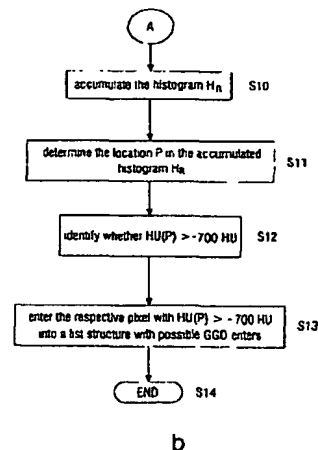 A
accumulate the histogram Hn S10
determine the location P in the accumulated
histogram Hn
S11
identify whether HU(P) > -700 HU S12
enter the respective pixel with HU(P) > - 700 HU
into a list structure with possible GGO enters
S13
END S14
b